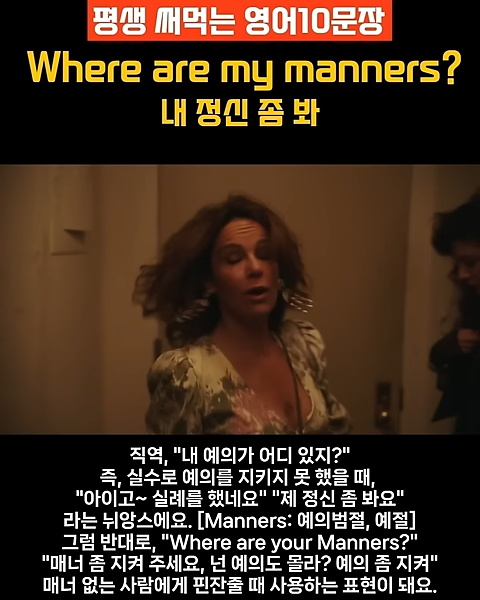 평생 써먹는 영어10문장
Where are my manners?
내 정신 좀 봐
직역, "내 예의가 어디 있지?"
즉, 실수로 예의를 지키지 못 했을 때,
"아이고~ 실례를 했네요" "제 정신 좀 봐요"
라는 뉘앙스에요. [Manners: 예의범절, 예절]
그럼 반대로, "Where are your Manners?"
"매너 좀 지켜 주세요, 넌 예의도 몰라? 예의 좀 지켜"
매너 없는 사람에게 핀잔줄 때 사용하는 표현이 돼요.